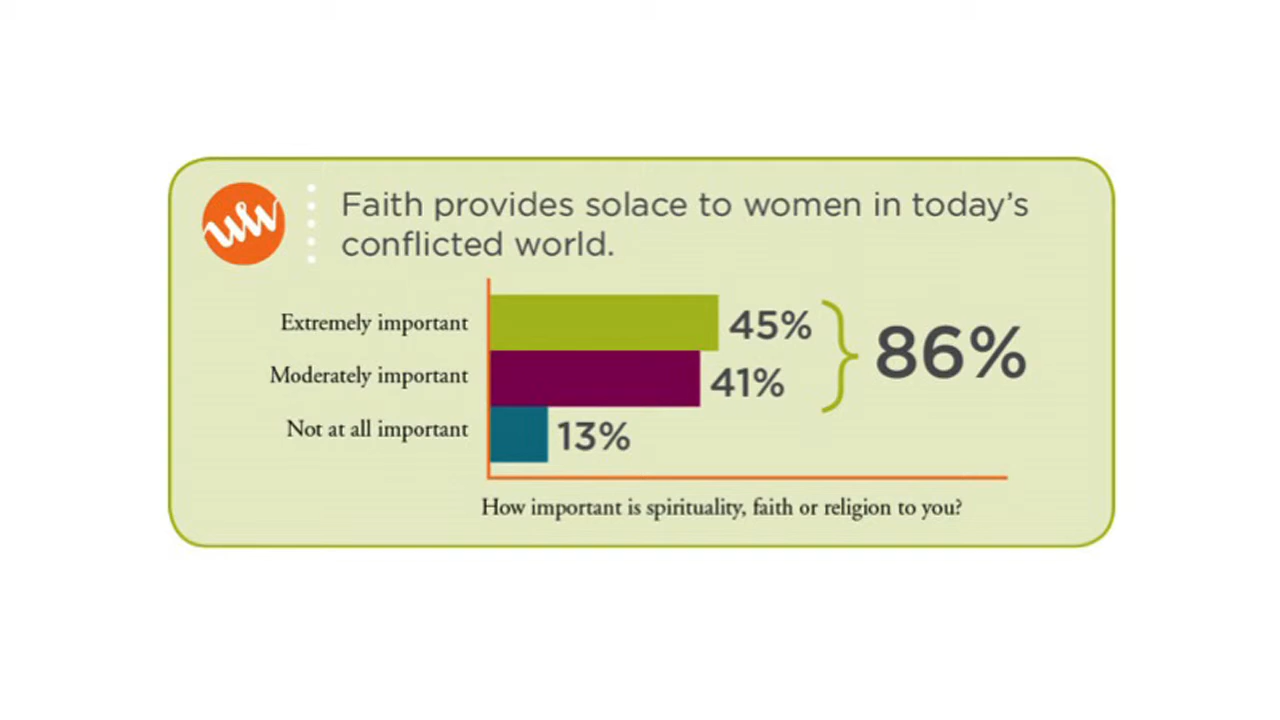 Faith provides solace to women in today's
conflicted world.
Extremely important
45%
Moderately important
41%
86%
Not at all important
13%
How important is spirituality, faith or religion to you?